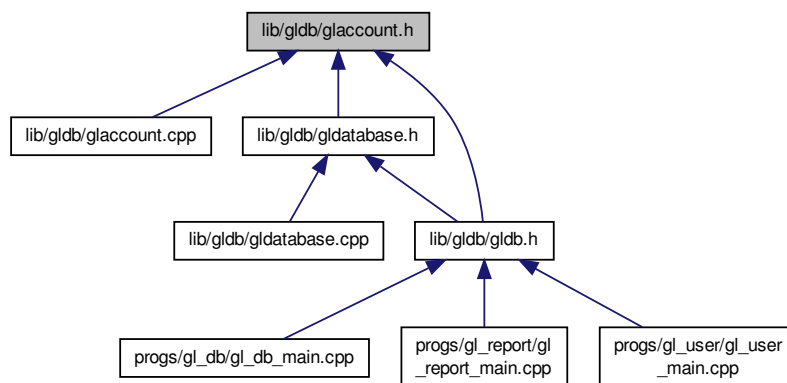 lib/gldb/glaccount.h
lib/gldb/glaccount.cpp
lib/gldb/gldatabase.h
lib/gldb/gldatabase.cpp
lib/gldb/gldb.h
progs/gl_db/gl_db_main.cpp
progs/gl_report/gl
_report_main.cpp
progs/gl_user/gl_user
_main.cpp